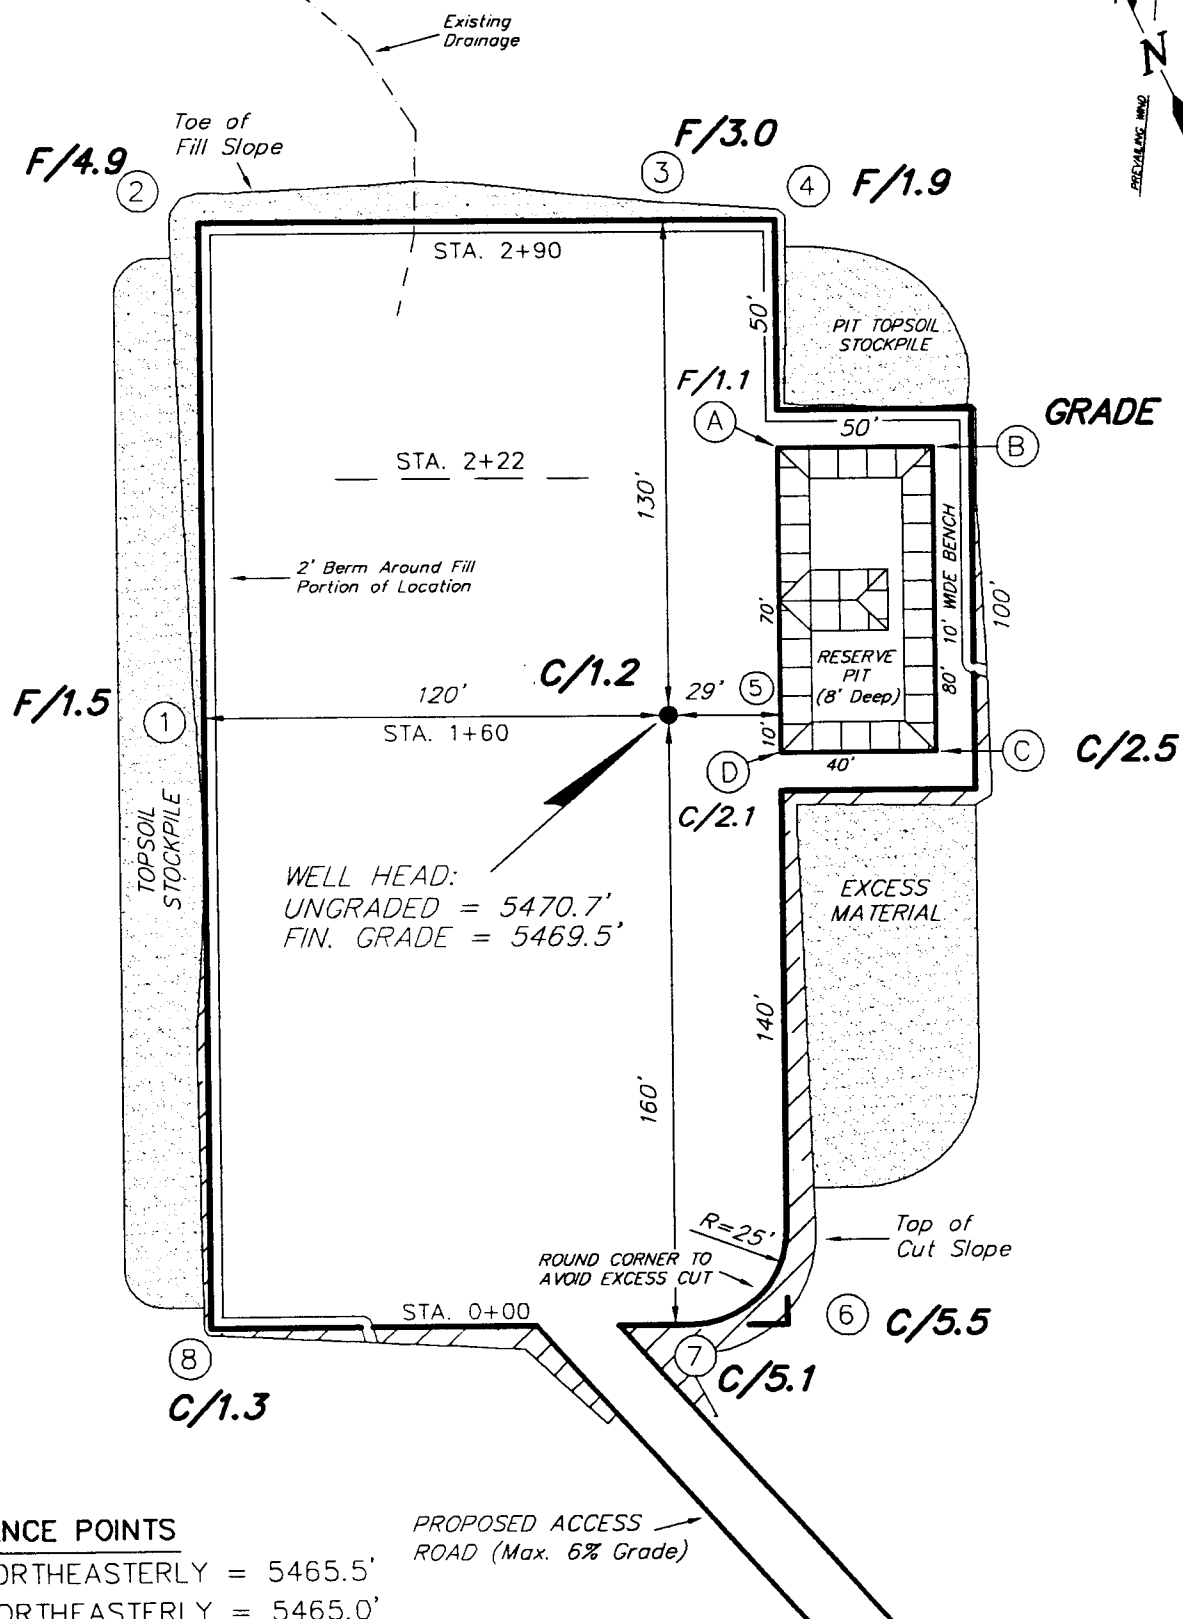 Existing
Drainage
N
PREVAILING WIND
Toe of
Fill Slope
F/4.9
2
3
F/3.0
4
F/1.9
STA. 2+90
50'
PIT TOPSOIL
STOCKPILE
F/1.1
A
50'
GRADE
B
STA. 2+22
130'
2' Berm Around Fill
Portion of Location
10' WIDE BENCH
100'
70'
RESERVE
PIT
(8' Deep)
80'
C/1.2
F/1.5
1
120'
29'
5
STA. 1+60
10'
D
40'
C
C/2.5
C/2.1
TOPSOIL
STOCKPILE
WELL HEAD:
UNGRADED = 5470.7'
FIN. GRADE = 5469.5'
EXCESS
MATERIAL
140'
160'
R=25'
Top of
Cut Slope
ROUND CORNER TO
AVOID EXCESS CUT
STA. 0+00
6
C/5.5
8
7
C/5.1
C/1.3
PROPOSED ACCESS
ROAD (Max. 6% Grade)
NCE POINTS
ORTHEASTERLY = 5465.5'
ORTHEASTERLY = 5465.0'